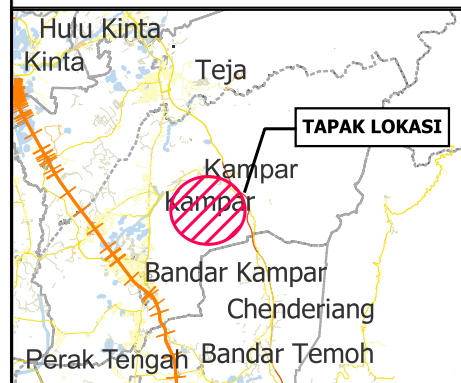 Hulu Kinta
Kinta
Teja
TAPAK LOKASI
Kampar
Kampar
Bandar Kampar
Chenderiang
Perak Tengah
Bandar Temoh